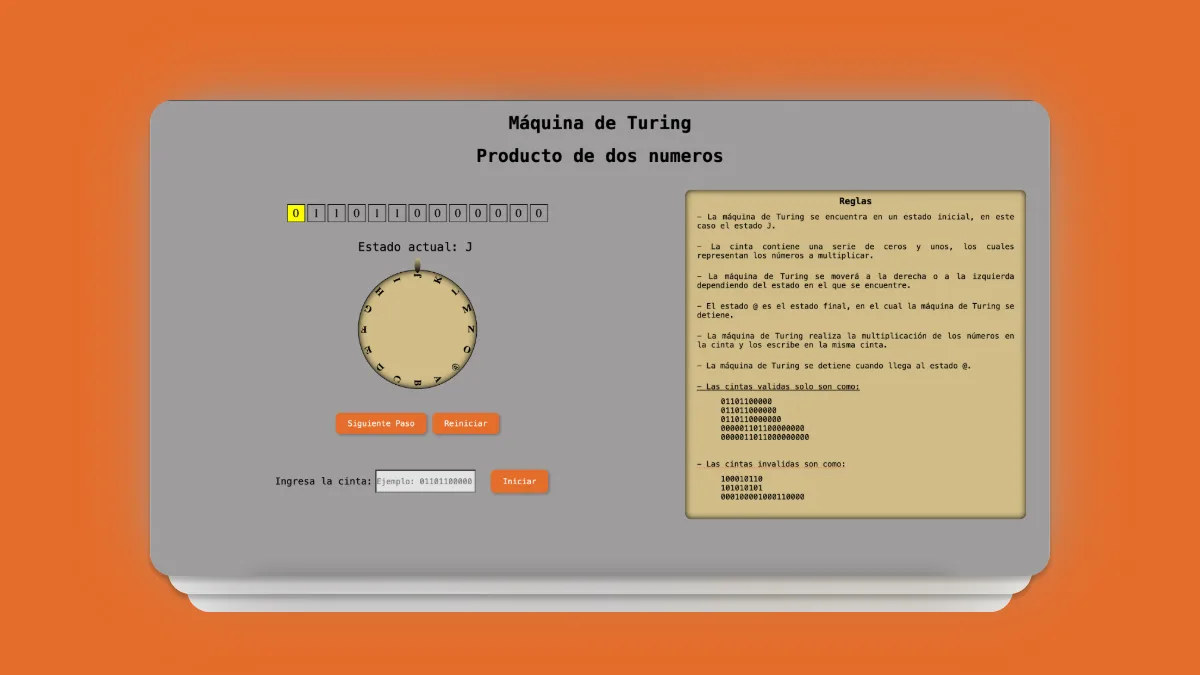 Máquina de Turing
Producto de dos numeros
0 1 1 0 1 1 0 0 0 0 0 0 0
Estado actual: J
J K L M N O @ A B C D E F G H I
Siguiente Paso
Reiniciar
Ingresa la cinta: Ejemplo: 01101100000
Iniciar
Reglas
- La máquina de Turing se encuentra en un estado inicial, en este
caso el estado J.
- La cinta contiene una serie de ceros y unos, los cuales
representan los números a multiplicar.
- La máquina de Turing se moverá a la derecha o a la izquierda
dependiendo del estado en el que se encuentre.
- El estado @ es el estado final, en el cual la máquina de Turing se
detiene.
- La máquina de Turing realiza la multiplicación de los números en
la cinta y los escribe en la misma cinta.
- La máquina de Turing se detiene cuando llega al estado @.
- Las cintas validas solo son como:
01101100000
011011000000
0110110000000
000001101100000000
0000011011000000000
- Las cintas invalidas son como:
100010110
101010101
000100001000110000